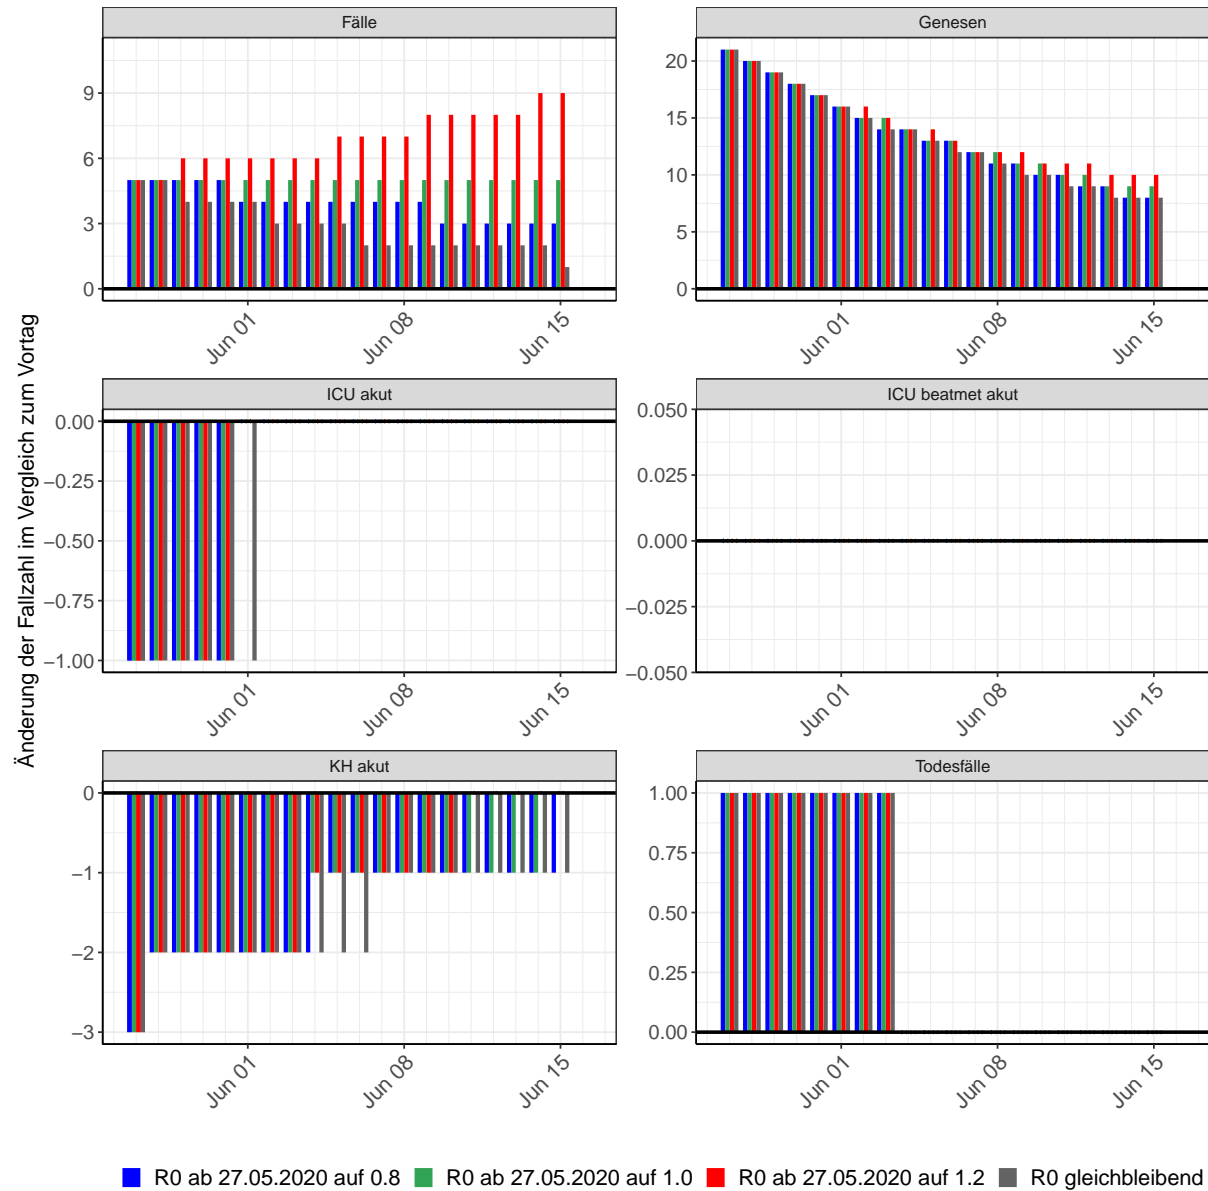 Fälle
Genesen
9
6
3
0
20
15
10
5
0
Jun 01
Jun 08
Jun 15
Jun 01
Jun 08
Jun 15
Änderung der Fallzahl im Vergleich zum Vortag
ICU akut
ICU beatmet akut
0.00
−0.25
−0.50
−0.75
−1.00
0.050
0.025
0.000
−0.025
−0.050
Jun 01
Jun 08
Jun 15
Jun 01
Jun 08
Jun 15
KH akut
Todesfälle
0
−1
−2
−3
1.00
0.75
0.50
0.25
0.00
Jun 01
Jun 08
Jun 15
Jun 01
Jun 08
Jun 15
R0 ab 27.05.2020 auf 0.8
R0 ab 27.05.2020 auf 1.0
R0 ab 27.05.2020 auf 1.2
R0 gleichbleibend